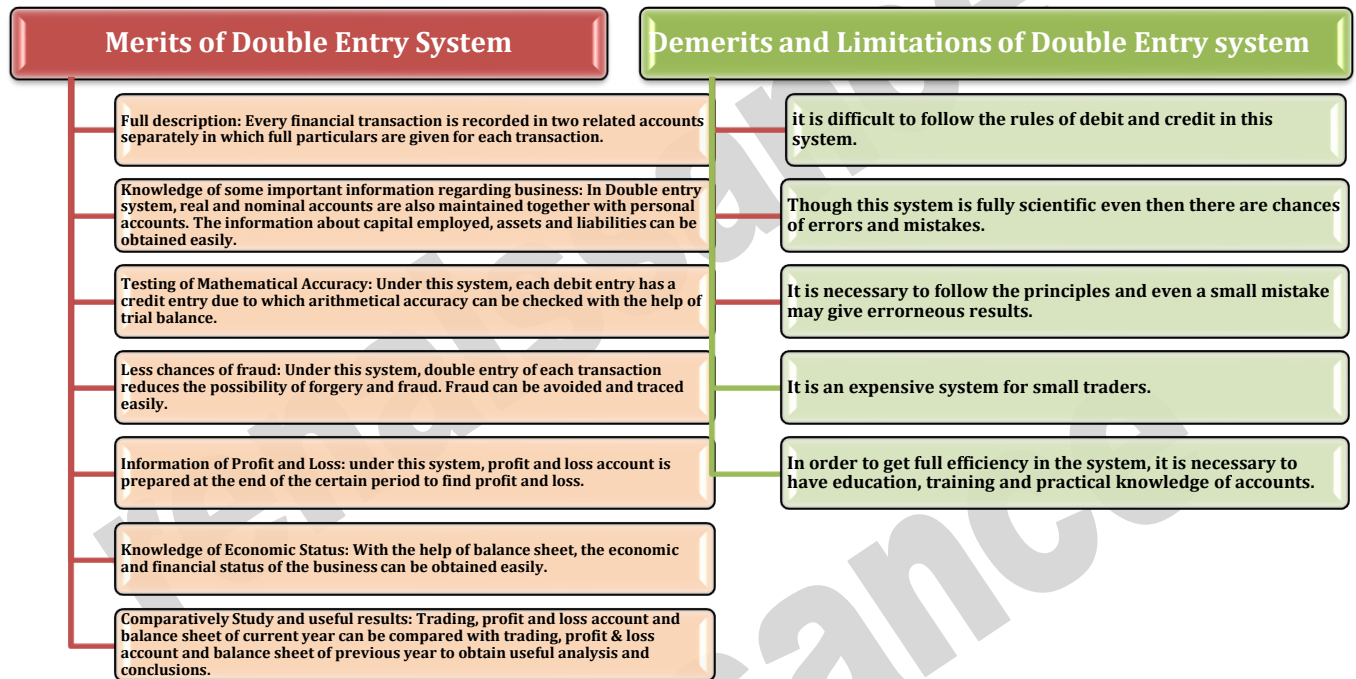 Merits of Double Entry System
Full description: Every financial transaction is recorded in two related accounts
separately in which full particulars are given for each transaction.
Knowledge of some important information regarding business: In Double entry
system, real and nominal accounts are also maintained together with personal
accounts. The information about capital employed, assets and liabilities can be
obtained easily.
Testing of Mathematical Accuracy: Under this system, each debit entry has a
credit entry due to which arithmetical accuracy can be checked with the help of
trial balance.
Less chances of fraud: Under this system, double entry of each transaction
reduces the possibility of forgery and fraud. Fraud can be avoided and traced
easily.
Information of Profit and Loss: under this system, profit and loss account is
prepared at the end of the certain period to find profit and loss.
Knowledge of Economic Status: With the help of balance sheet, the economic
and financial status of the business can be obtained easily.
Comparatively Study and useful results: Trading, profit and loss account and
balance sheet of current year can be compared with trading, profit & loss
account and balance sheet of previous year to obtain useful analysis and
conclusions.
Demerits and Limitations of Double Entry system
it is difficult to follow the rules of debit and credit in this
system.
Though this system is fully scientific even then there are chances
of errors and mistakes.
It is necessary to follow the principles and even a small mistake
may give errorneous results.
It is an expensive system for small traders.
In order to get full efficiency in the system, it is necessary to
have education, training and practical knowledge of accounts.
renaissance